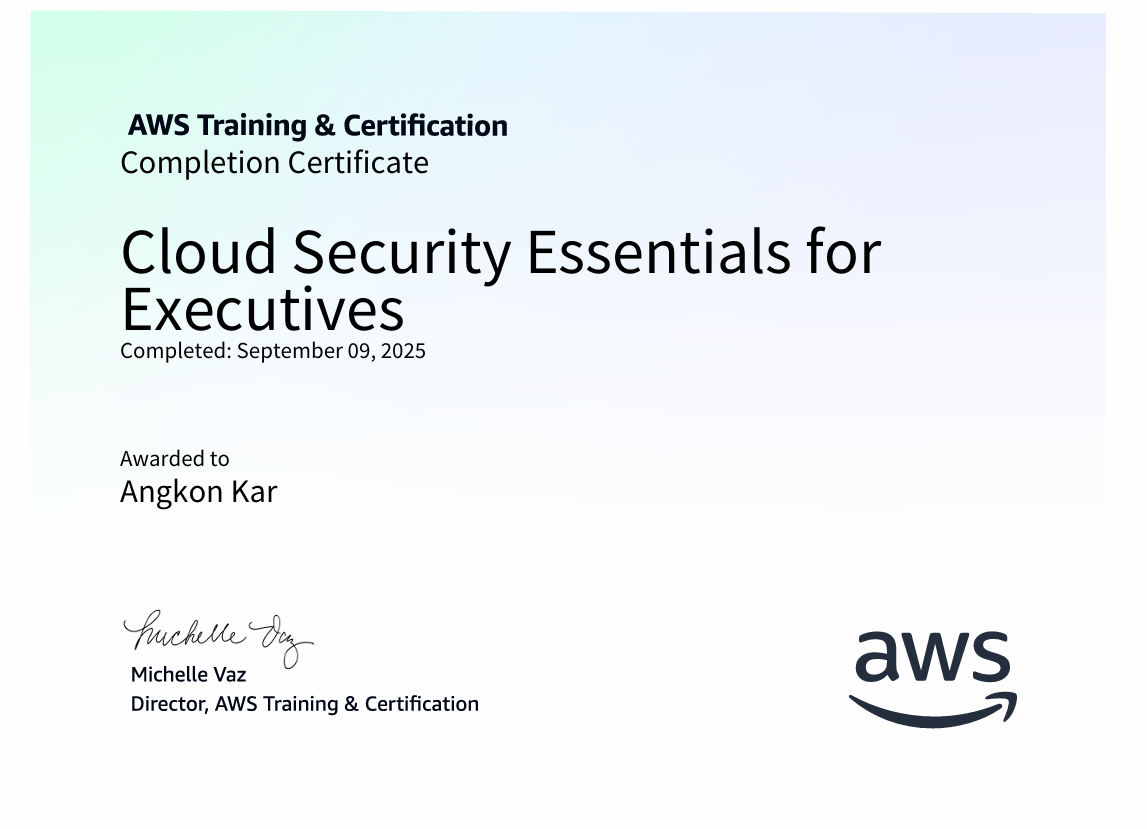 AWS Training & Certification
Completion Certificate
Cloud Security Essentials for
Executives
Completed: September 09, 2025
Awarded to
Angkon Kar
Michelle Vaz
Michelle Vaz
Director, AWS Training & Certification
aws